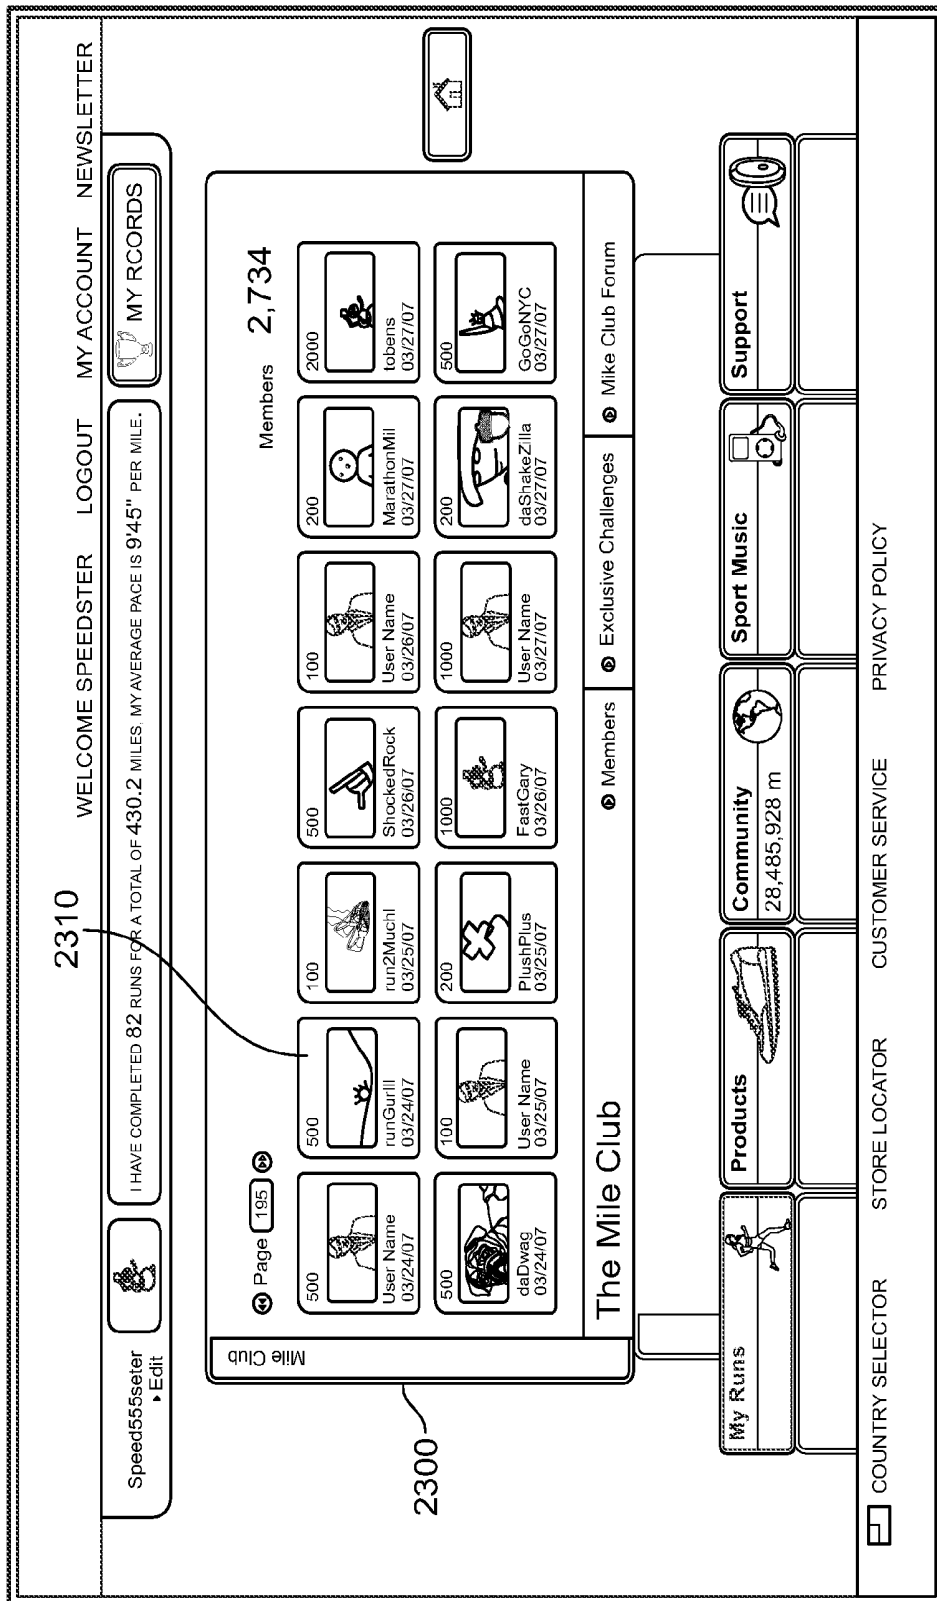 2310
WELCOME SPEEDSTER LOGOUT MY ACCOUNT NEWSLETTER
Speed555seter
Edit
I HAVE COMPLETED 82 RUNS FOR A TOTAL OF 430.2 MILES. MY AVERAGE PACE IS 9'45" PER MILE.
MY RCORDS
2300
Mile Club
Page 195
Members 2,734
500
User Name
03/24/07
500
runGurlll
03/24/07
100
run2Muchl
03/25/07
500
ShockedRock
03/26/07
100
User Name
03/26/07
200
MarathonMil
03/27/07
2000
tobens
03/27/07
500
daDwag
03/24/07
100
User Name
03/25/07
200
PlushPlus
03/25/07
1000
FastGary
03/26/07
1000
User Name
03/27/07
200
daShakeZilla
03/27/07
500
GoGoNYC
03/27/07
The Mile Club
Members
Exclusive Challenges
Mike Club Forum
My Runs
Products
Community
28,485,928 m
Sport Music
Support
COUNTRY SELECTOR STORE LOCATOR CUSTOMER SERVICE PRIVACY POLICY